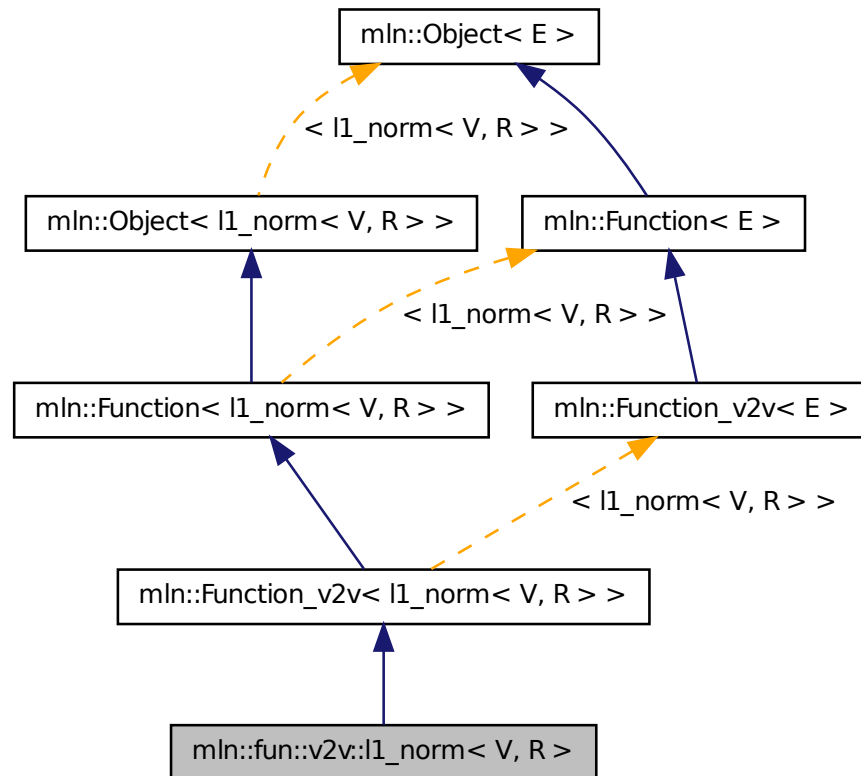 mln::Object< E >
< l1_norm< V, R > >
mln::Object< l1_norm< V, R > >
mln::Function< E >
< l1_norm< V, R > >
mln::Function< l1_norm< V, R > >
mln::Function_v2v< E >
< l1_norm< V, R > >
mln::Function_v2v< l1_norm< V, R > >
mln::fun::v2v::l1_norm< V, R >